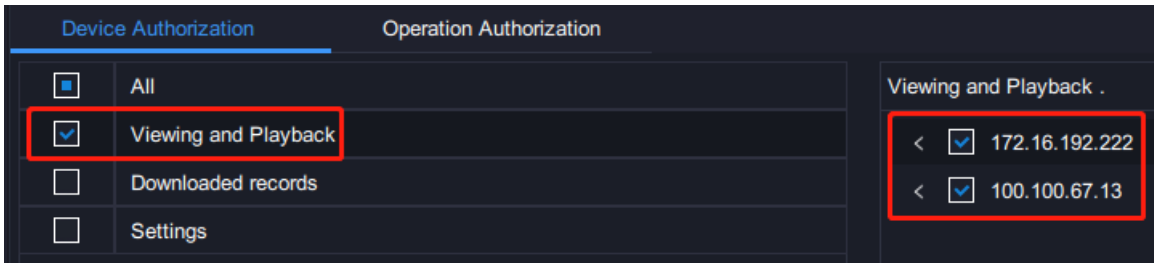 Device Authorization
Operation Authorization
All
Viewing and Playback
Downloaded records
Settings
Viewing and Playback .
< 172.16.192.222
< 100.100.67.13